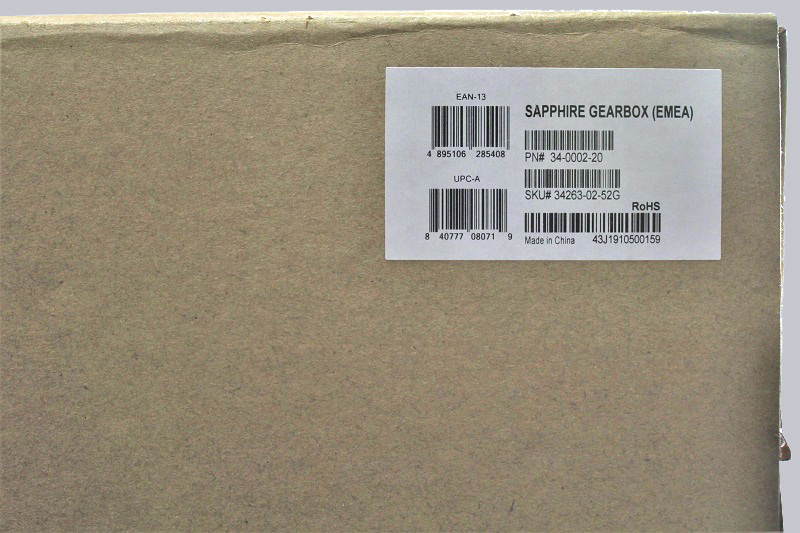 EAN-13
4 895106 285408
UPC-A
8 40777 08071 9
SAPPHIRE GEARBOX (EMEA)
PN# 34-0002-20
SKU# 34263-02-52G
RoHS
Made in China 43J1910500159